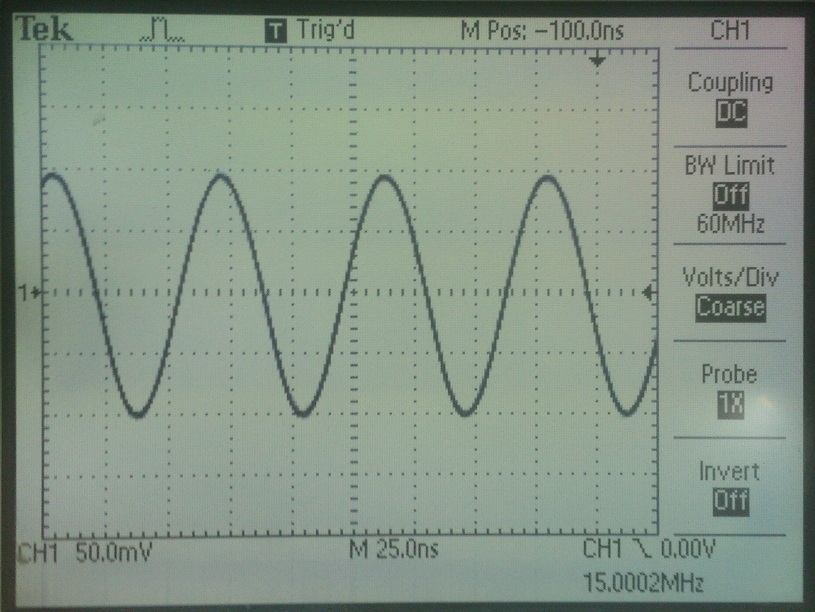 Tek T Trig'd M Pos: -100.0ns CH1
Coupling
DC
BW Limit
Off
60MHz
1
Volts/Div
Coarse
Probe
1X
Invert
Off
CH1 50.0mV M 25.0ns CH1 0.00V
15.0002MHz